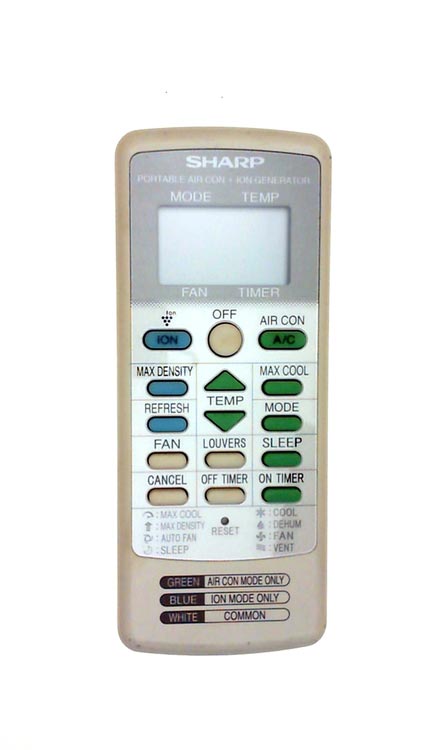 SHARP
PORTABLE AIR CON + ION GENERATOR
MODE TEMP
FAN TIMER
Ion OFF AIR CON
ION A/C
MAX DENSITY MAX COOL
TEMP
REFRESH MODE
FAN LOUVERS SLEEP
CANCEL OFF TIMER ON TIMER
: MAX COOL : COOL
: MAX DENSITY RESET : DEHUM
: AUTO FAN : FAN
: SLEEP : VENT
GREEN AIR CON MODE ONLY
BLUE ION MODE ONLY
WHITE COMMON